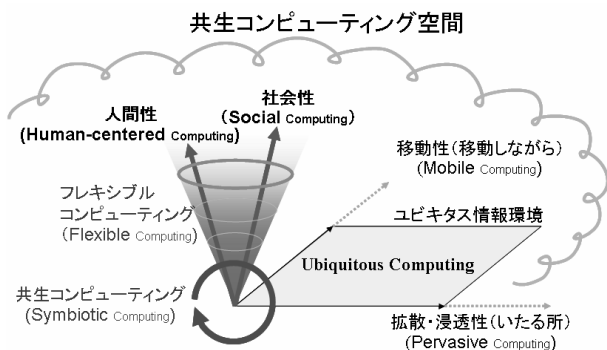 共生コンピューティング空間
人間性
(Human-centered Computing)
社会性
(Social Computing)
移動性(移動しながら)
(Mobile Computing)
フレキシブル
コンピューティング
(Flexible Computing)
ユビキタス情報環境
Ubiquitous Computing
共生コンピューティング
(Symbiotic Computing)
拡散・浸透性(いたる所)
(Pervasive Computing)